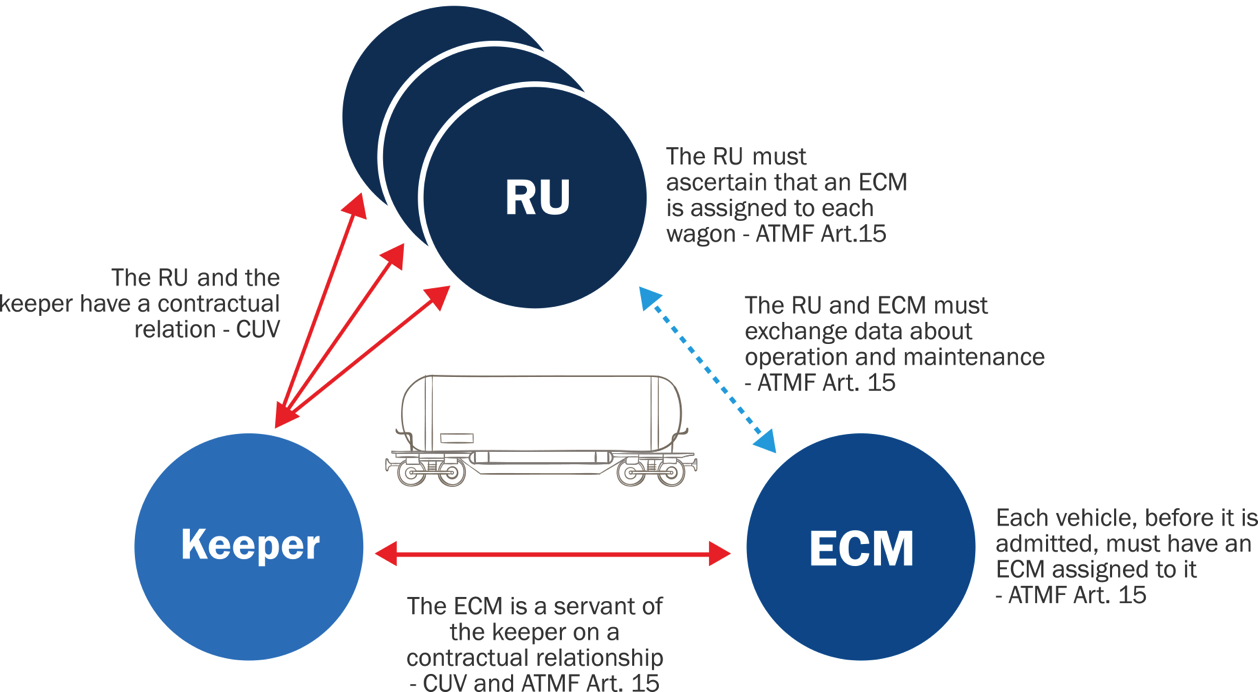 RU
The RU must
ascertain that an ECM
is assigned to each
wagon - ATMF Art.15
The RU and the
keeper have a contractual
relation - CUV
The RU and ECM must
exchange data about
operation and maintenance
- ATMF Art. 15
Keeper
ECM
Each vehicle, before it is
admitted, must have an
ECM assigned to it
- ATMF Art. 15
The ECM is a servant of
the keeper on a
contractual relationship
- CUV and ATMF Art. 15